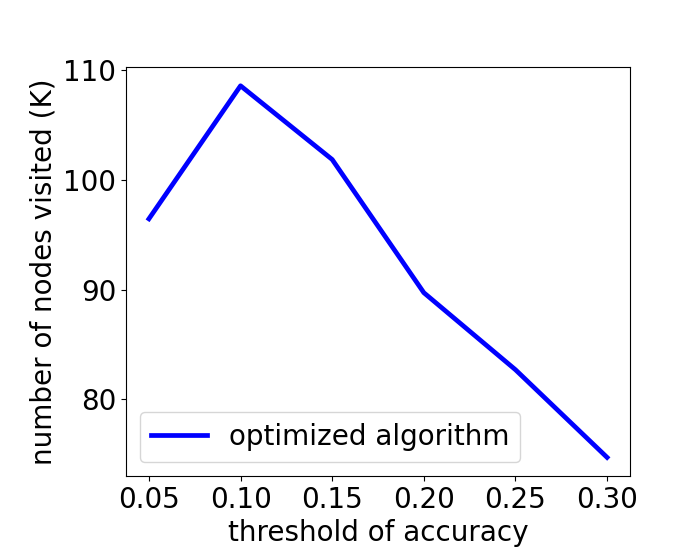 number of nodes visited (K)
110
100
90
80
optimized algorithm
0.05 0.10 0.15 0.20 0.25 0.30
threshold of accuracy